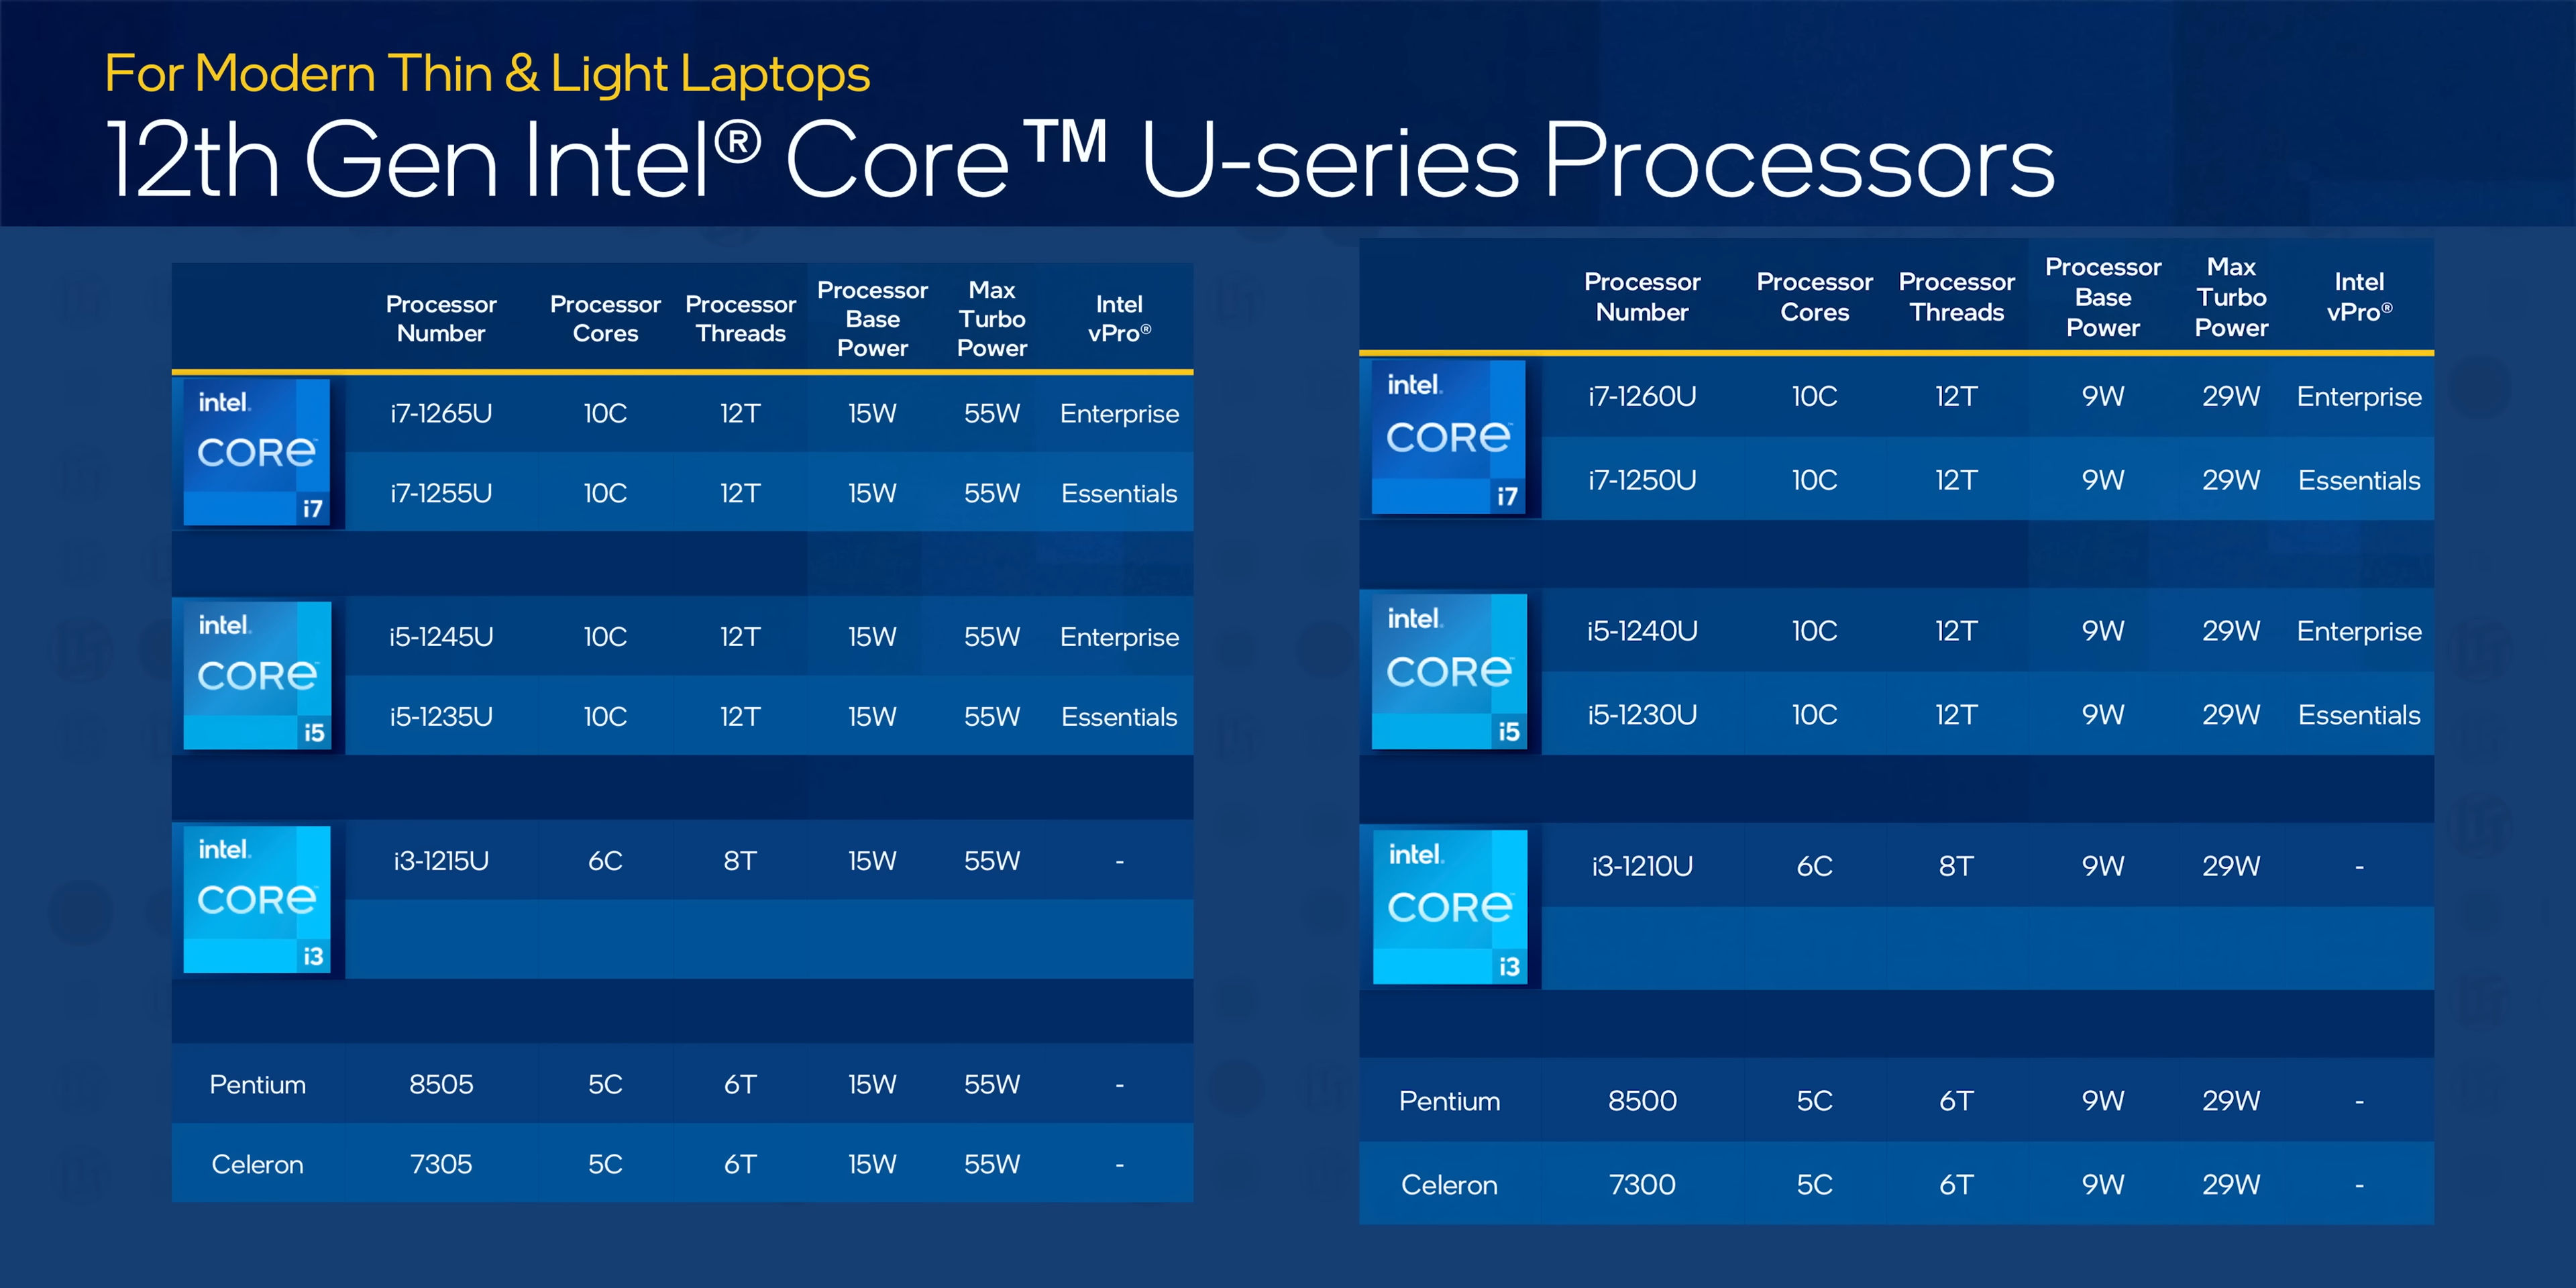 For Modern Thin & Light Laptops
12th Gen Intel® Core™ U-series Processors
Processor Number Processor Cores Processor Threads Processor Base Power Max Turbo Power Intel vPro®
intel. CORe™ i7
i7-1265U 10C 12T 15W 55W Enterprise
i7-1255U 10C 12T 15W 55W Essentials
intel. CORe™ i5
i5-1245U 10C 12T 15W 55W Enterprise
i5-1235U 10C 12T 15W 55W Essentials
intel. CORe™ i3
i3-1215U 6C 8T 15W 55W -
Pentium 8505 5C 6T 15W 55W -
Celeron 7305 5C 6T 15W 55W -
Processor Number Processor Cores Processor Threads Processor Base Power Max Turbo Power Intel vPro®
intel. CORe™ i7
i7-1260U 10C 12T 9W 29W Enterprise
i7-1250U 10C 12T 9W 29W Essentials
intel. CORe™ i5
i5-1240U 10C 12T 9W 29W Enterprise
i5-1230U 10C 12T 9W 29W Essentials
intel. CORe™ i3
i3-1210U 6C 8T 9W 29W -
Pentium 8500 5C 6T 9W 29W -
Celeron 7300 5C 6T 9W 29W -